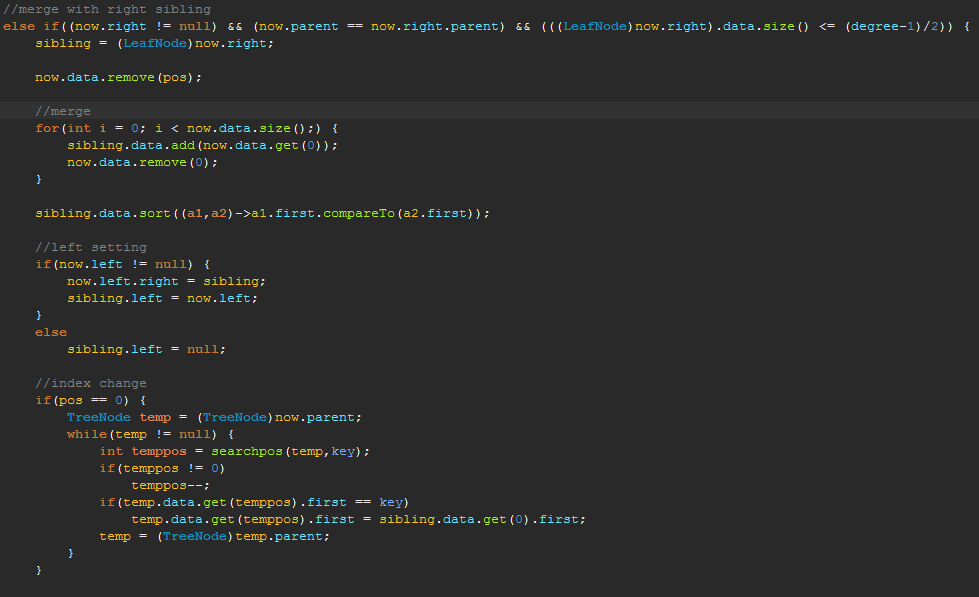 //merge with right sibling
else if((now.right != null) && (now.parent == now.right.parent) && (((LeafNode)now.right).data.size() <= (degree-1)/2)) {
    sibling = (LeafNode)now.right;

    now.data.remove(pos);

    //merge
    for(int i = 0; i < now.data.size();) {
        sibling.data.add(now.data.get(0));
        now.data.remove(0);
    }

    sibling.data.sort((a1,a2)->a1.first.compareTo(a2.first));

    //left setting
    if(now.left != null) {
        now.left.right = sibling;
        sibling.left = now.left;
    }
    else
        sibling.left = null;

    //index change
    if(pos == 0) {
        TreeNode temp = (TreeNode)now.parent;
        while(temp != null) {
            int temppos = searchpos(temp,key);
            if(temppos != 0)
                temppos--;
            if(temp.data.get(temppos).first == key)
                temp.data.get(temppos).first = sibling.data.get(0).first;
            temp = (TreeNode)temp.parent;
        }
    }